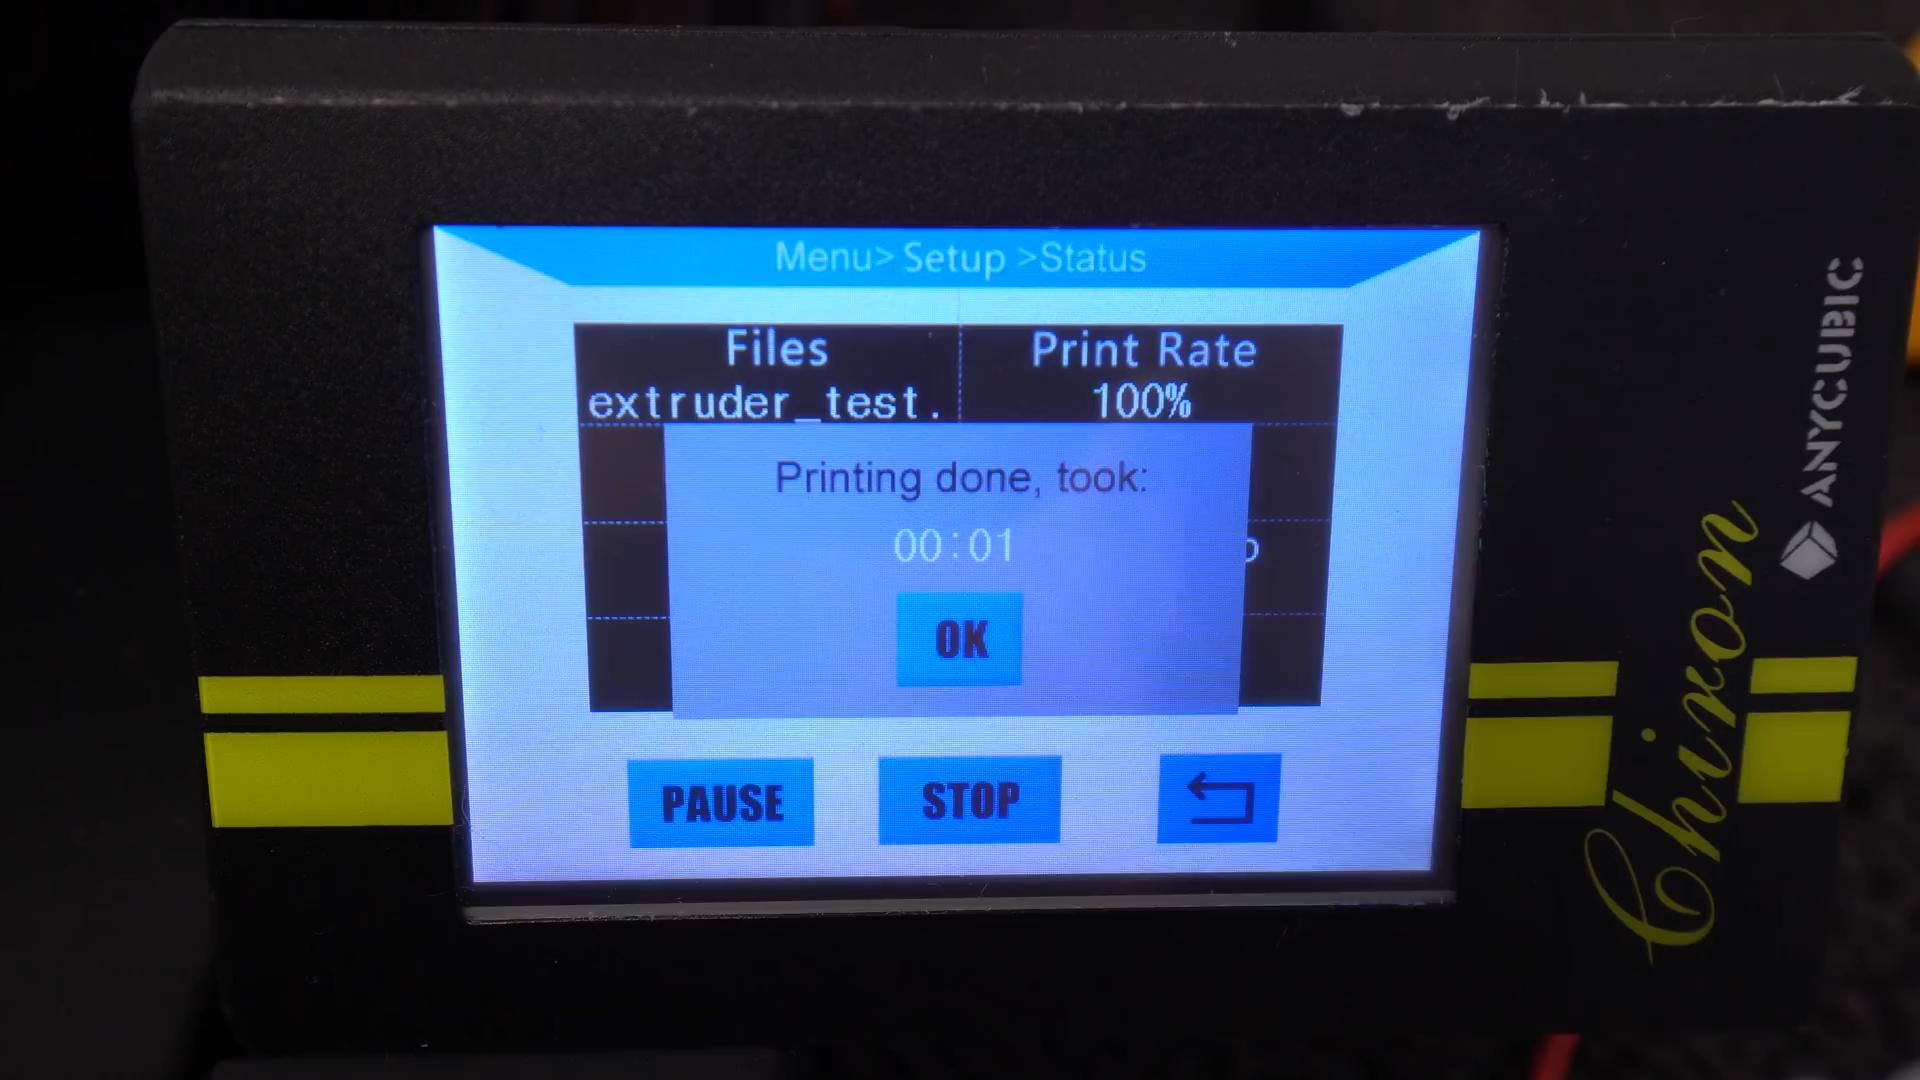 Menu> Setup >Status
Files
Print Rate
extruder_test.
100%
Printing done, took:
00:01
OK
PAUSE
STOP
ANYCUBIC
Chiron